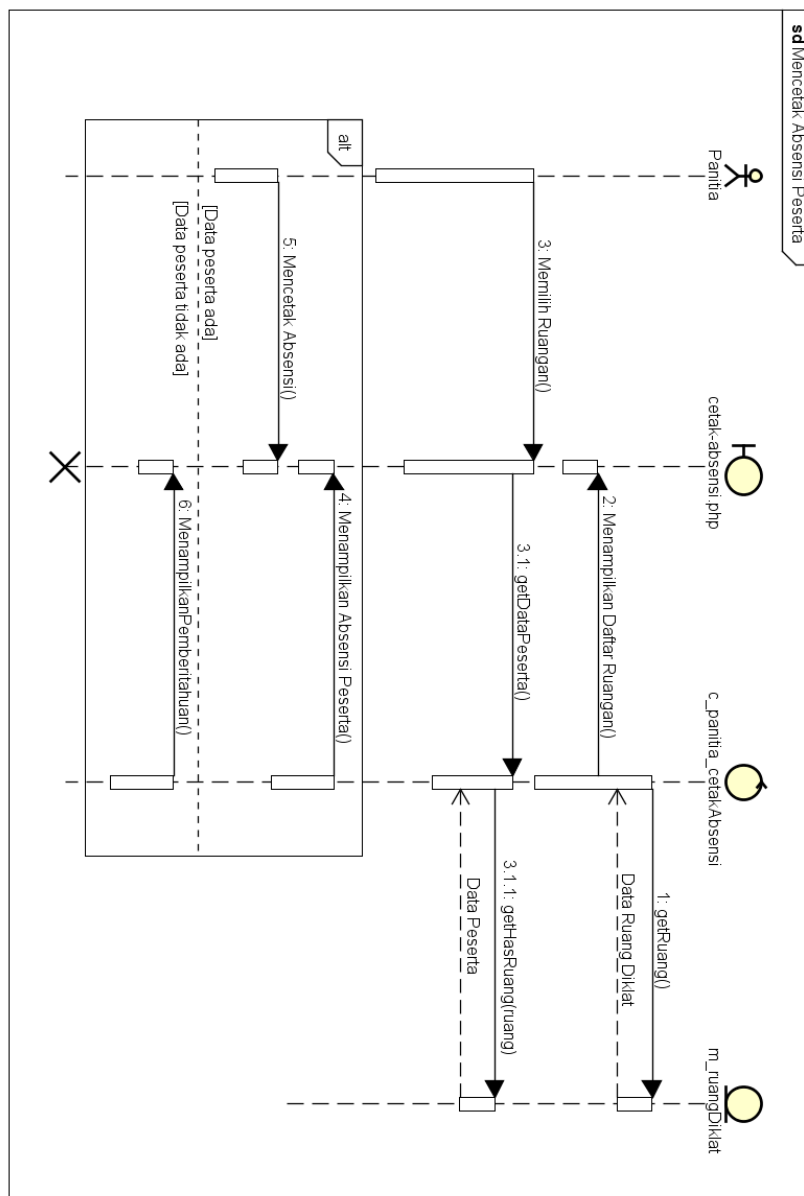 sd Mencetak Absensi Peserta
Panitia
cetak-absensi.php
c_panitia_cetakAbsensi
m_ruangDiklat
1: getRuang()
Data Ruang Diklat
2: Menampilkan Daftar Ruangan()
3: Memilih Ruangan()
3.1: getDataPeserta()
3.1.1: getHasRuang(ruang)
Data Peserta
alt
4: Menampilkan Absensi Peserta()
5: Mencetak Absensi()
[Data peserta ada]
[Data peserta tidak ada]
6: MenampilkanPemberitahuan()